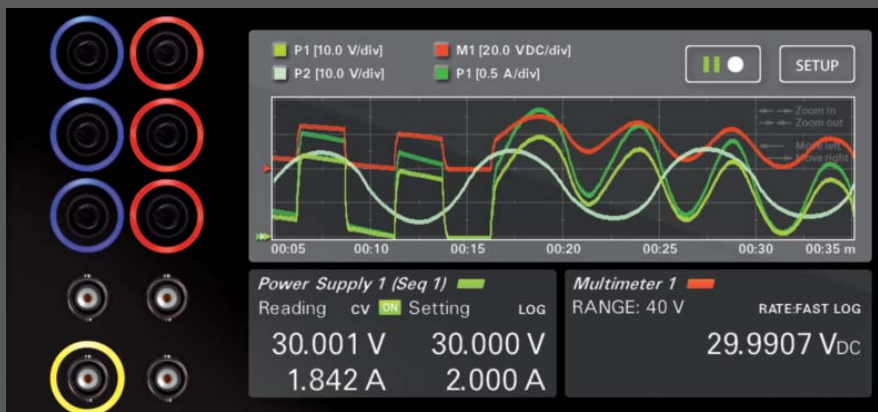 P1 [10.0 V/div] M1 [20.0 VDC/div]
P2 [10.0 V/div] P1 [0.5 A/div]
SETUP
Zoom in
Zoom out
Move left
Move right
00:05 00:10 00:15 00:20 00:25 00:30 00:35 m
Power Supply 1 (Seq 1)
Reading CV ON Setting LOG
30.001 V 30.000 V
1.842 A 2.000 A
Multimeter 1
RANGE: 40 V RATE:FAST LOG
29.9907 VDC